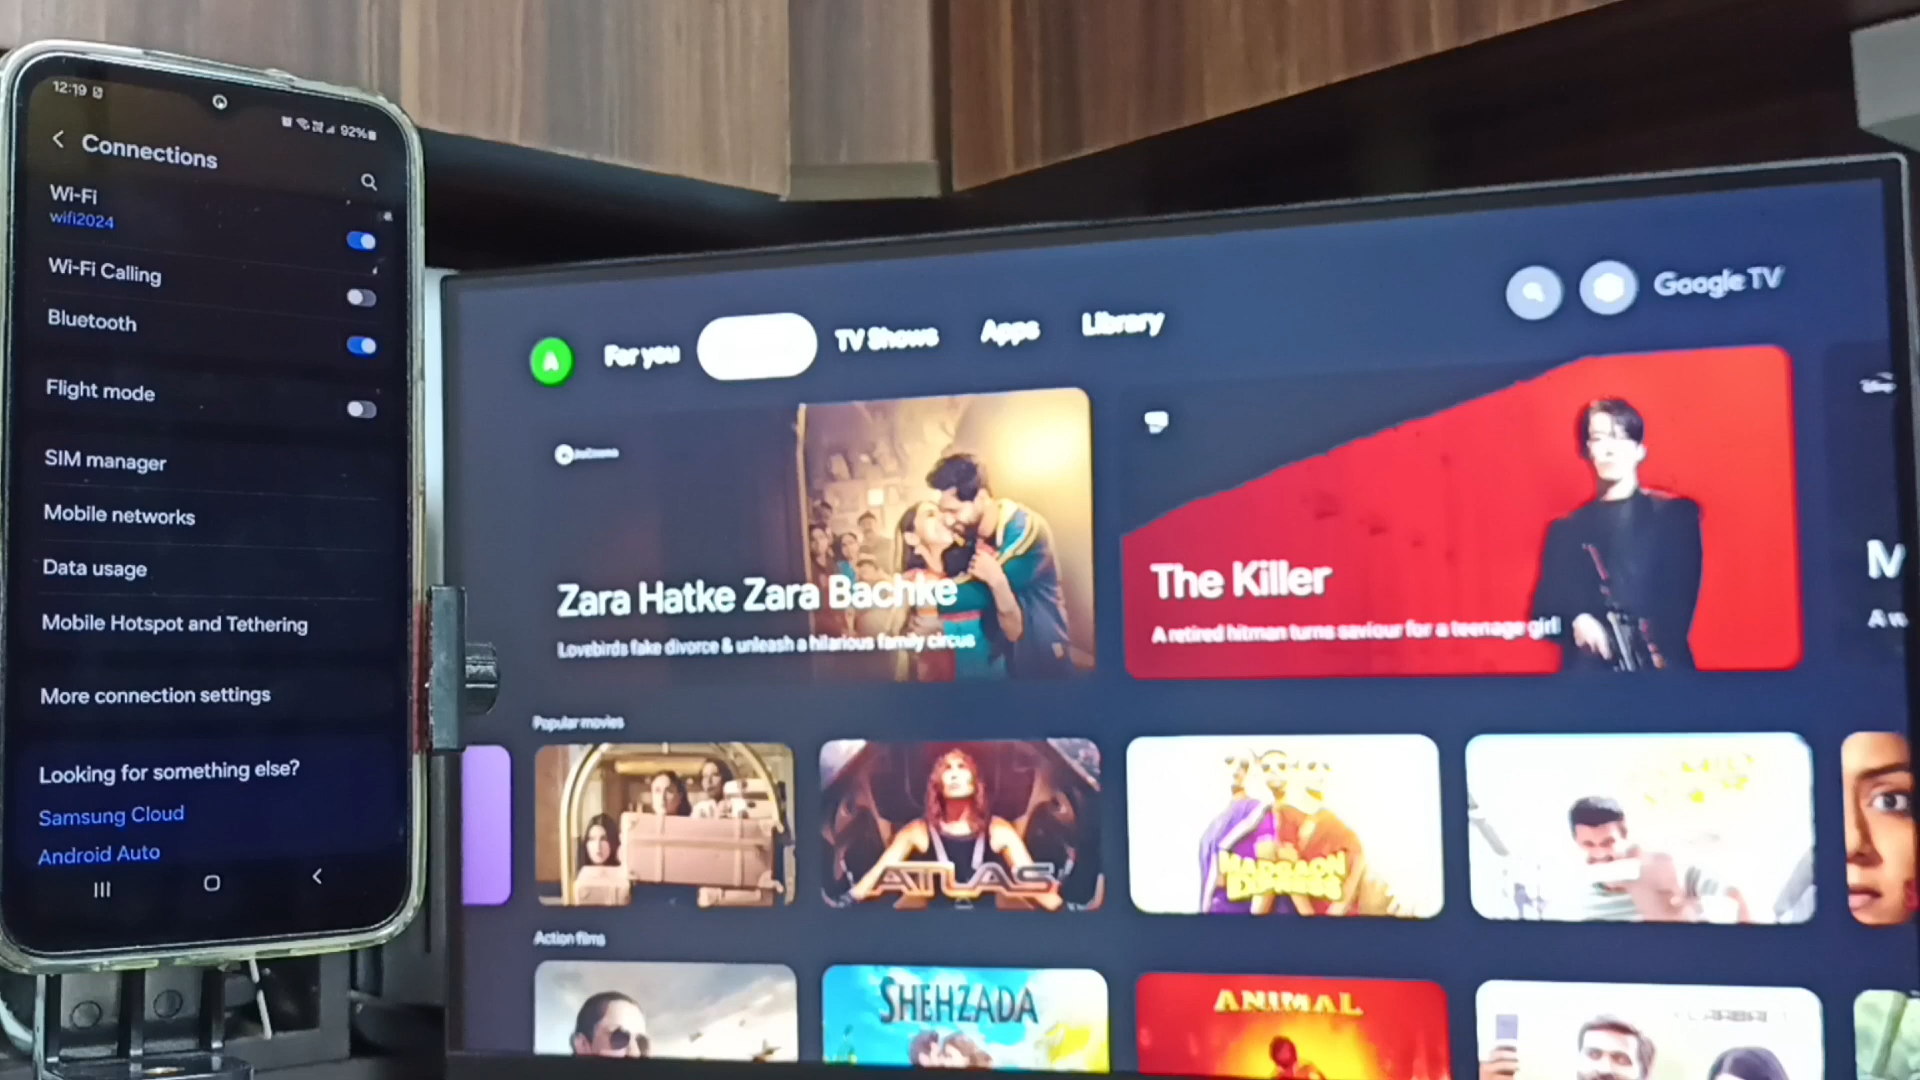 12:19
92%
Connections
Wi-Fi
wifi2024
Wi-Fi Calling
Bluetooth
Flight mode
SIM manager
Mobile networks
Data usage
Mobile Hotspot and Tethering
More connection settings
Looking for something else?
Samsung Cloud
Android Auto
A
For you
TV Shows
Apps
Library
Google TV
JioCinema
Zara Hatke Zara Bachke
Lovebirds fake divorce & unleash a hilarious family circus
The Killer
A retired hitman turns saviour for a teenage girl!
M
A w
Popular movies
ATLAS
MADGAON
EXPRESS
Action films
SHEHZADA
ANIMAL